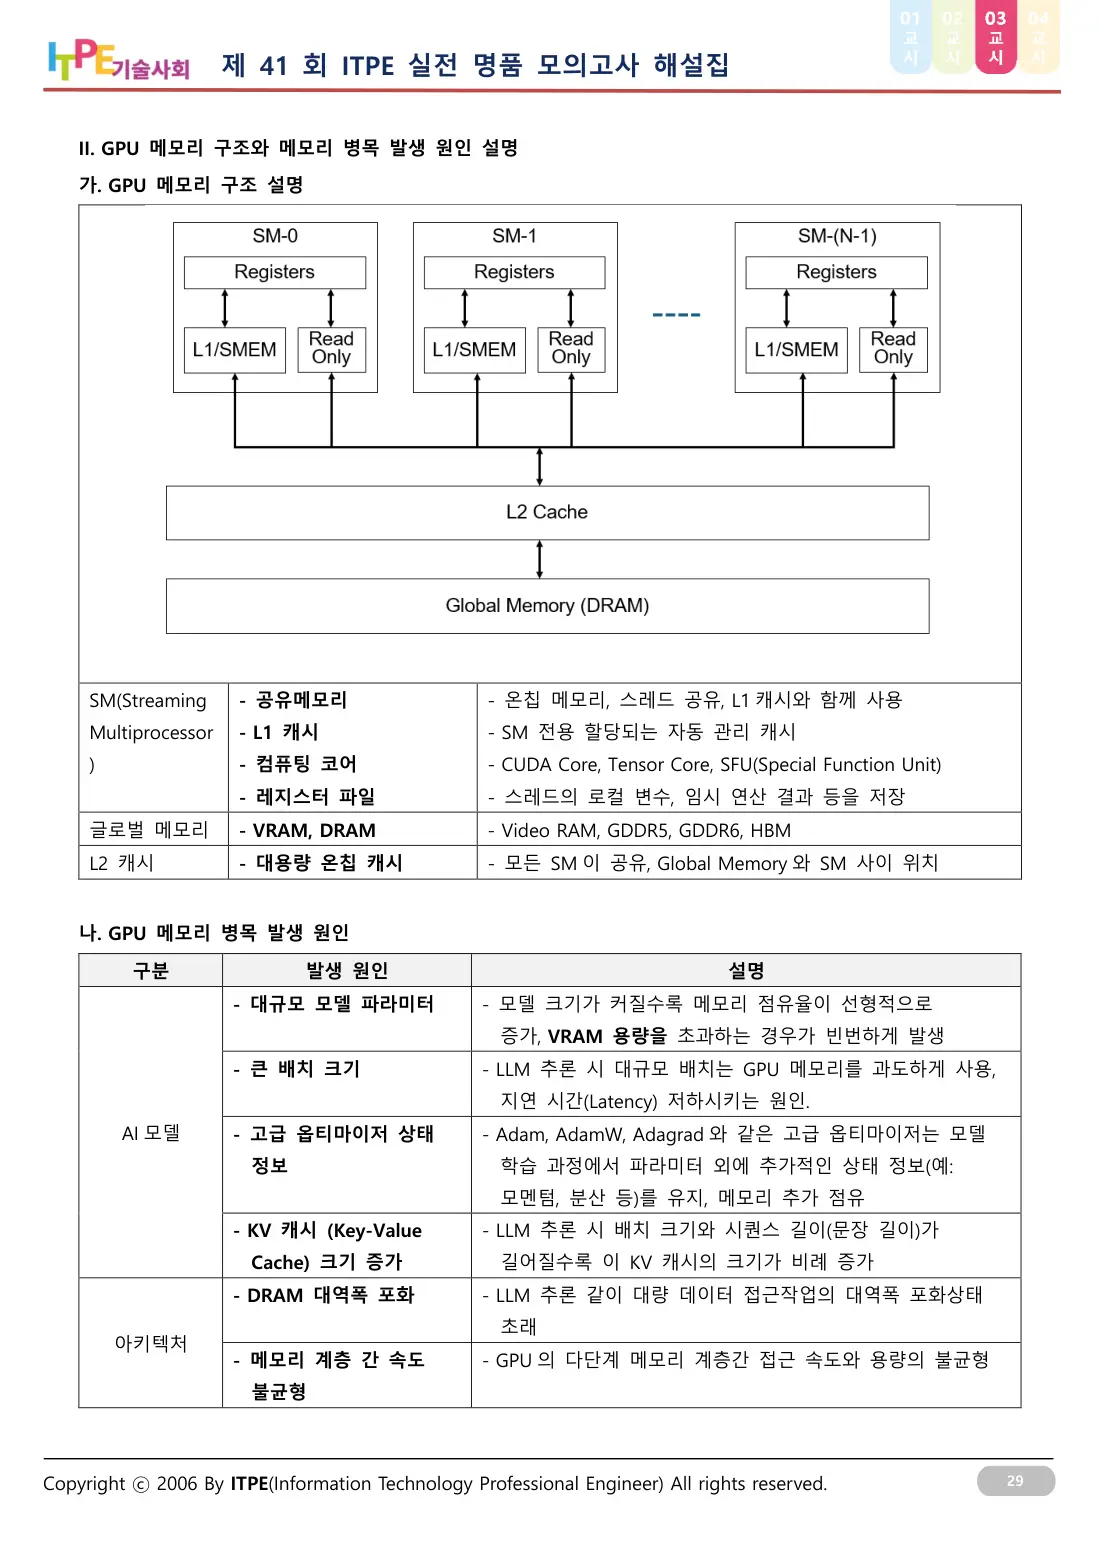 01 교시
02 교시
03 교시
04 교시
ITPE기술사회
제 41 회 ITPE 실전 명품 모의고사 해설집
II. GPU 메모리 구조와 메모리 병목 발생 원인 설명
가. GPU 메모리 구조 설명
SM-0
SM-1
SM-(N-1)
Registers
Registers
Registers
L1/SMEM
Read Only
L1/SMEM
Read Only
L1/SMEM
Read Only
L2 Cache
Global Memory (DRAM)
SM(Streaming
Multiprocessor
)
- 공유메모리
- L1 캐시
- 컴퓨팅 코어
- 레지스터 파일
- 온칩 메모리, 스레드 공유, L1 캐시와 함께 사용
- SM 전용 할당되는 자동 관리 캐시
- CUDA Core, Tensor Core, SFU(Special Function Unit)
- 스레드의 로컬 변수, 임시 연산 결과 등을 저장
글로벌 메모리
- VRAM, DRAM
- Video RAM, GDDR5, GDDR6, HBM
L2 캐시
- 대용량 온칩 캐시
- 모든 SM 이 공유, Global Memory 와 SM 사이 위치
나. GPU 메모리 병목 발생 원인
구분
발생 원인
설명
AI 모델
- 대규모 모델 파라미터
- 모델 크기가 커질수록 메모리 점유율이 선형적으로
증가, VRAM 용량을 초과하는 경우가 빈번하게 발생
- 큰 배치 크기
- LLM 추론 시 대규모 배치는 GPU 메모리를 과도하게 사용,
지연 시간(Latency) 저하시키는 원인.
- 고급 옵티마이저 상태
정보
- Adam, AdamW, Adagrad 와 같은 고급 옵티마이저는 모델
학습 과정에서 파라미터 외에 추가적인 상태 정보(예:
모멘텀, 분산 등)를 유지, 메모리 추가 점유
- KV 캐시 (Key-Value
Cache) 크기 증가
- LLM 추론 시 배치 크기와 시퀀스 길이(문장 길이)가
길어질수록 이 KV 캐시의 크기가 비례 증가
아키텍처
- DRAM 대역폭 포화
- LLM 추론 같이 대량 데이터 접근작업의 대역폭 포화상태
초래
- 메모리 계층 간 속도
불균형
- GPU 의 다단계 메모리 계층간 접근 속도와 용량의 불균형
Copyright ⓒ 2006 By ITPE(Information Technology Professional Engineer) All rights reserved.
29